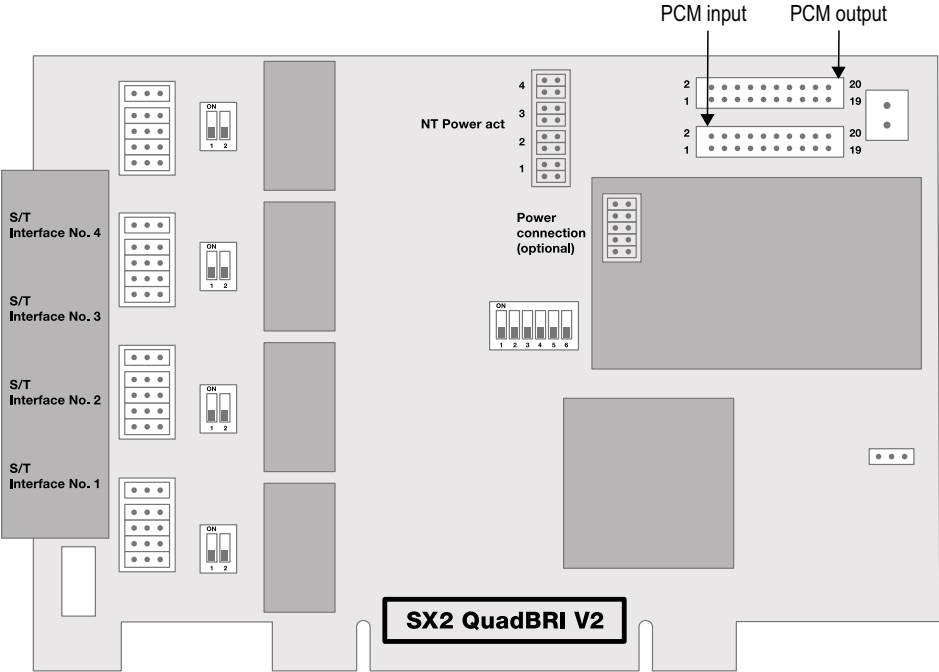 PCM input PCM output
2 20
1 19
2 20
1 19
4
3
NT Power act
2
1
ON
1 2
S/T
Interface No. 4
Power
connection
(optional)
ON
1 2
S/T
Interface No. 3
ON
1 2 3 4 5 6
S/T
Interface No. 2
ON
1 2
S/T
Interface No. 1
ON
1 2
SX2 QuadBRI V2